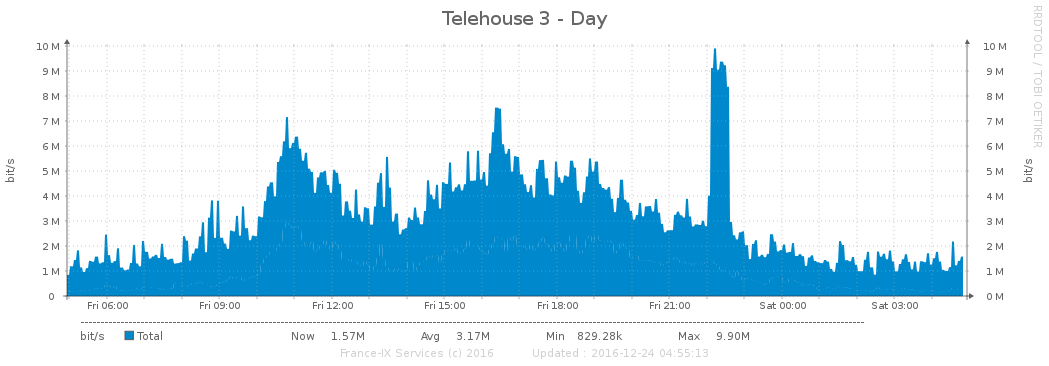 Telehouse 3 - Day
RRDTOOL / TOBI OETIKER
bit/s
bit/s
10 M
9 M
8 M
7 M
6 M
5 M
4 M
3 M
2 M
1 M
0
10 M
9 M
8 M
7 M
6 M
5 M
4 M
3 M
2 M
1 M
0 M
Fri 06:00 Fri 09:00 Fri 12:00 Fri 15:00 Fri 18:00 Fri 21:00 Sat 00:00 Sat 03:00
bit/s Total Now 1.57M Avg 3.17M Min 829.28k Max 9.90M
France-IX Services (c) 2016 Updated : 2016-12-24 04:55:13